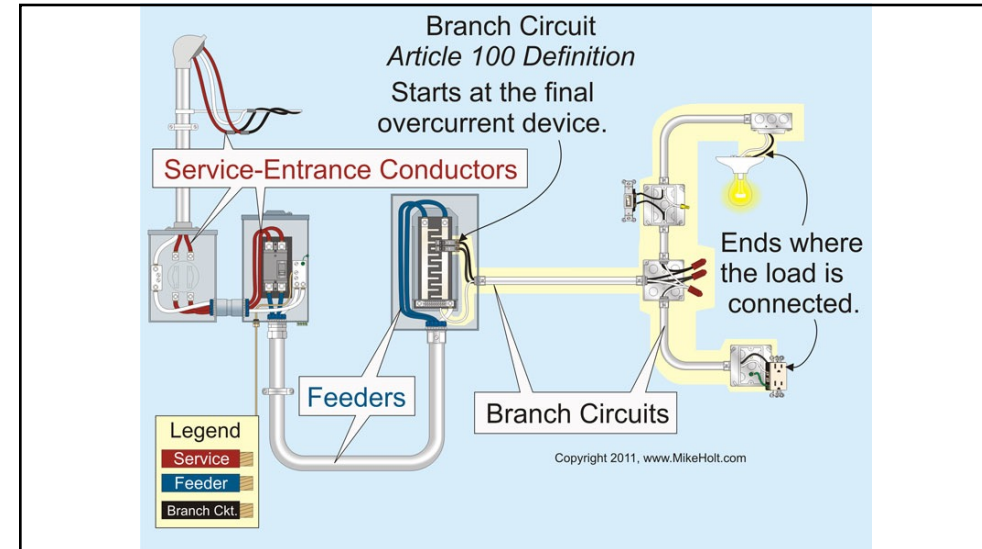 Branch Circuit
Article 100 Definition
Starts at the final
overcurrent device.
Service-Entrance Conductors
Ends where
the load is
connected.
Feeders
Branch Circuits
Legend
Service
Feeder
Branch Ckt.
Copyright 2011, www.MikeHolt.com